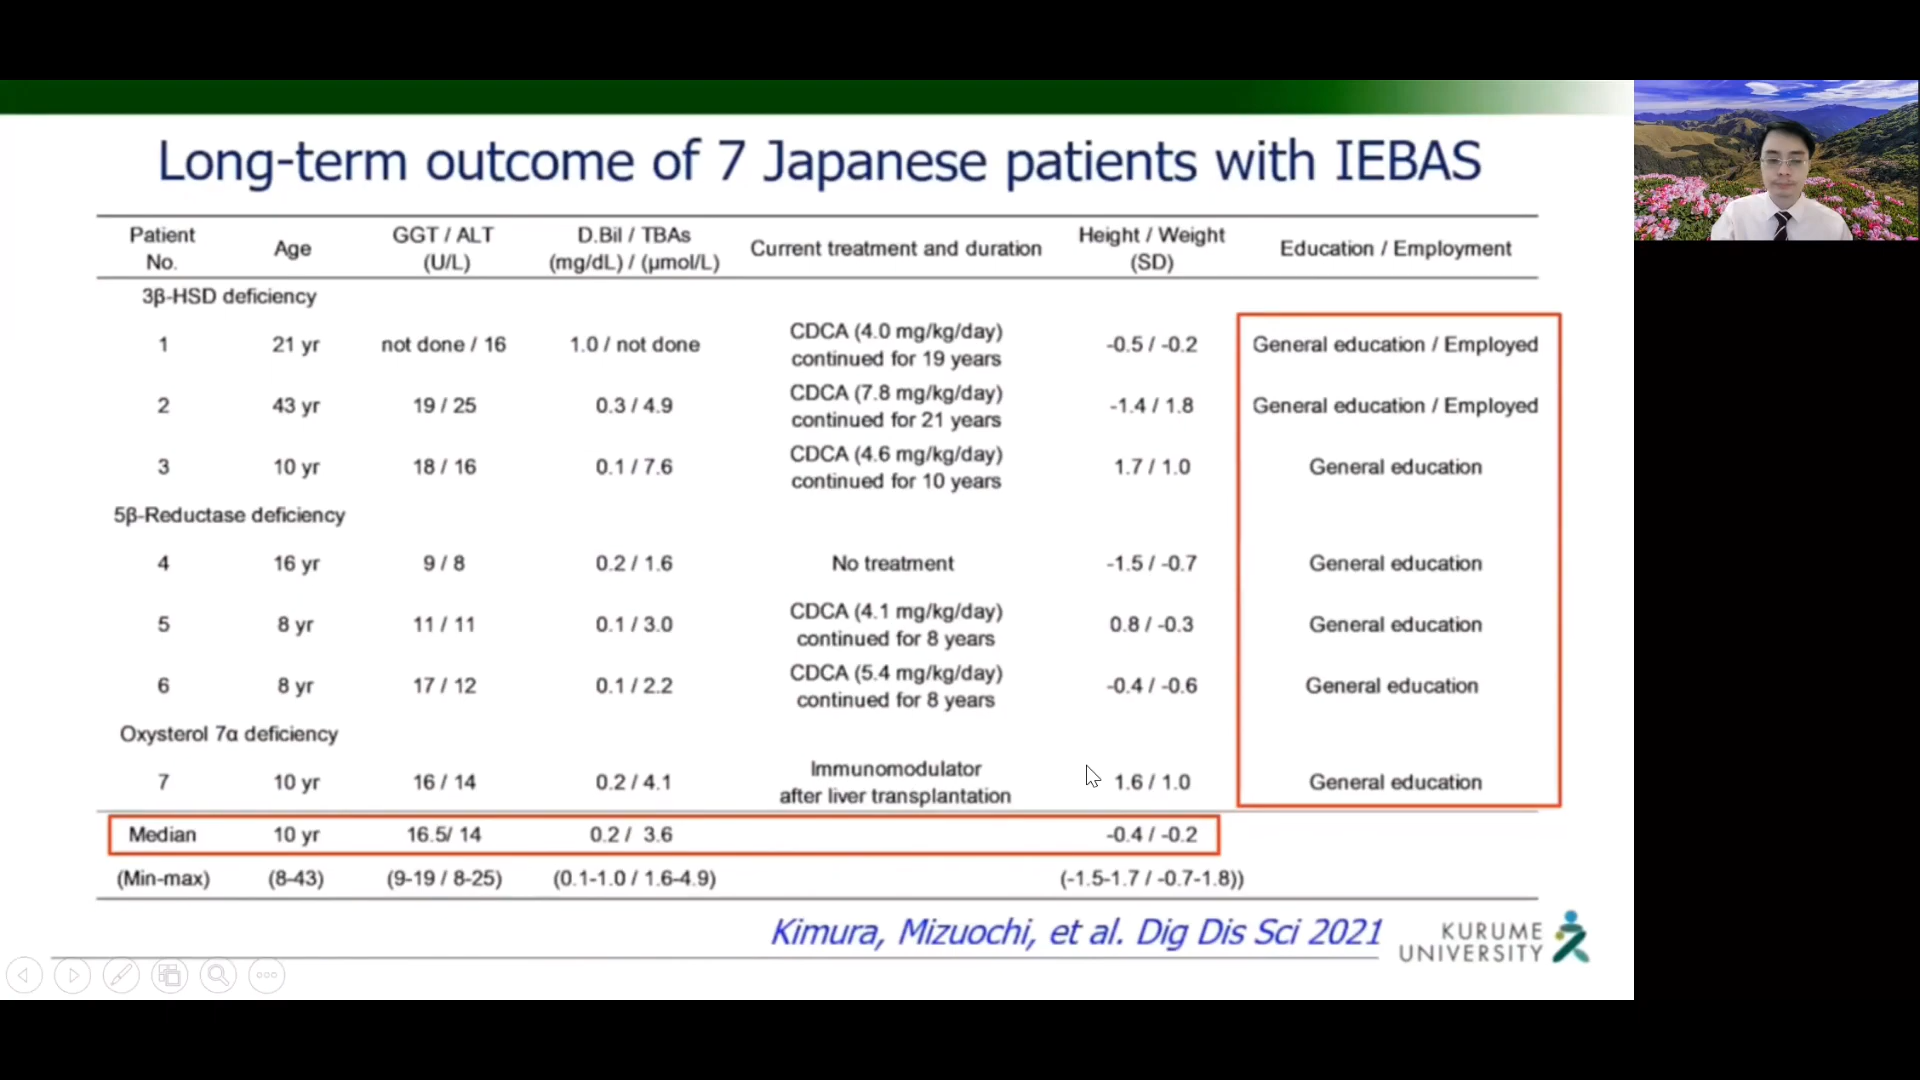 Long-term outcome of 7 Japanese patients with IEBAS
Patient No. Age GGT / ALT (U/L) D.Bil / TBAs (mg/dL) / (µmol/L) Current treatment and duration Height / Weight (SD) Education / Employment
3β-HSD deficiency
1 21 yr not done / 16 1.0 / not done CDCA (4.0 mg/kg/day) continued for 19 years -0.5 / -0.2 General education / Employed
2 43 yr 19 / 25 0.3 / 4.9 CDCA (7.8 mg/kg/day) continued for 21 years -1.4 / 1.8 General education / Employed
3 10 yr 18 / 16 0.1 / 7.6 CDCA (4.6 mg/kg/day) continued for 10 years 1.7 / 1.0 General education
5β-Reductase deficiency
4 16 yr 9 / 8 0.2 / 1.6 No treatment -1.5 / -0.7 General education
5 8 yr 11 / 11 0.1 / 3.0 CDCA (4.1 mg/kg/day) continued for 8 years 0.8 / -0.3 General education
6 8 yr 17 / 12 0.1 / 2.2 CDCA (5.4 mg/kg/day) continued for 8 years -0.4 / -0.6 General education
Oxysterol 7α deficiency
7 10 yr 16 / 14 0.2 / 4.1 Immunomodulator after liver transplantation 1.6 / 1.0 General education
Median 10 yr 16.5/ 14 0.2 / 3.6 -0.4 / -0.2
(Min-max) (8-43) (9-19 / 8-25) (0.1-1.0 / 1.6-4.9) (-1.5-1.7 / -0.7-1.8))
Kimura, Mizuochi, et al. Dig Dis Sci 2021
KURUME
UNIVERSITY